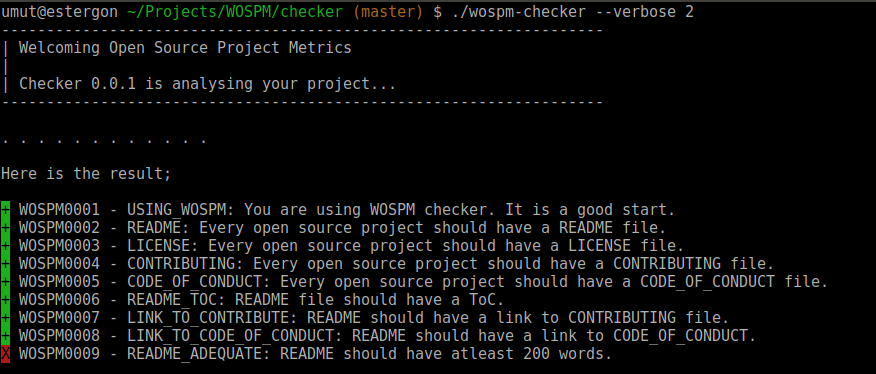 umut@estergon ~/Projects/WOSPM/checker (master) $ ./wospm-checker --verbose 2
-------------------------------------------------------------------
| Welcoming Open Source Project Metrics
|
| Checker 0.0.1 is analysing your project...
-------------------------------------------------------------------
. . . . . . . . . . . .
Here is the result;
+ WOSPM0001 - USING_WOSPM: You are using WOSPM checker. It is a good start.
+ WOSPM0002 - README: Every open source project should have a README file.
+ WOSPM0003 - LICENSE: Every open source project should have a LICENSE file.
+ WOSPM0004 - CONTRIBUTING: Every open source project should have a CONTRIBUTING file.
+ WOSPM0005 - CODE_OF_CONDUCT: Every open source project should have a CODE_OF_CONDUCT file.
+ WOSPM0006 - README_TOC: README file should have a ToC.
+ WOSPM0007 - LINK_TO_CONTRIBUTE: README should have a link to CONTRIBUTING file.
+ WOSPM0008 - LINK_TO_CODE_OF_CONDUCT: README should have a link to CODE_OF_CONDUCT.
X WOSPM0009 - README_ADEQUATE: README should have atleast 200 words.